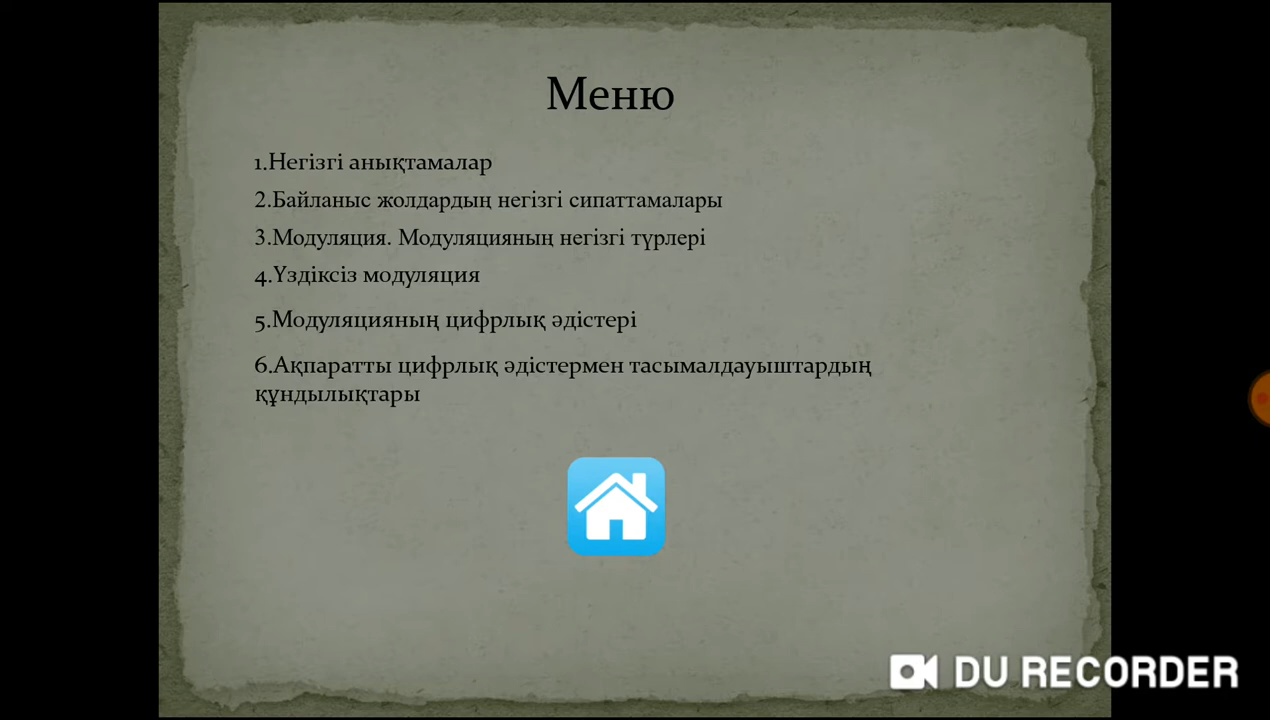 Меню
1.Негізгі анықтамалар
2.Байланыс жолдардың негізгі сипаттамалары
3.Модуляция. Модуляцияның негізгі түрлері
4.Үздіксіз модуляция
5.Модуляцияның цифрлық әдістері
6.Ақпаратты цифрлық әдістермен тасымалдауыштардың
құндылықтары
DU RECORDER